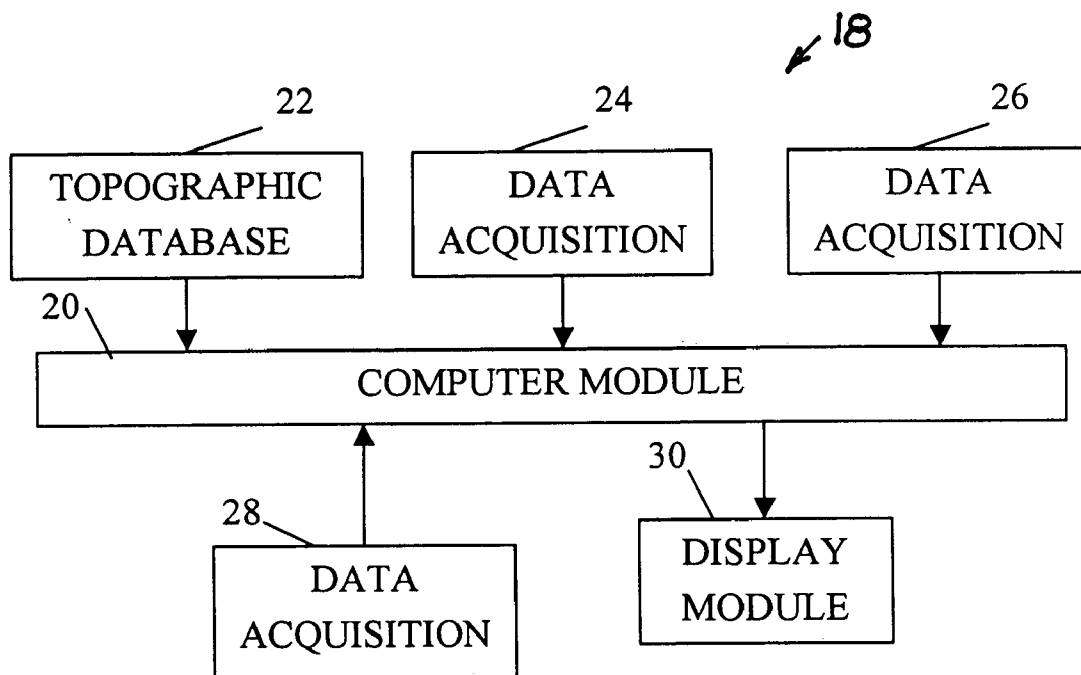 18
22
24
26
TOPOGRAPHIC
DATABASE
DATA
ACQUISITION
DATA
ACQUISITION
20
COMPUTER MODULE
28
DATA
ACQUISITION
30
DISPLAY
MODULE